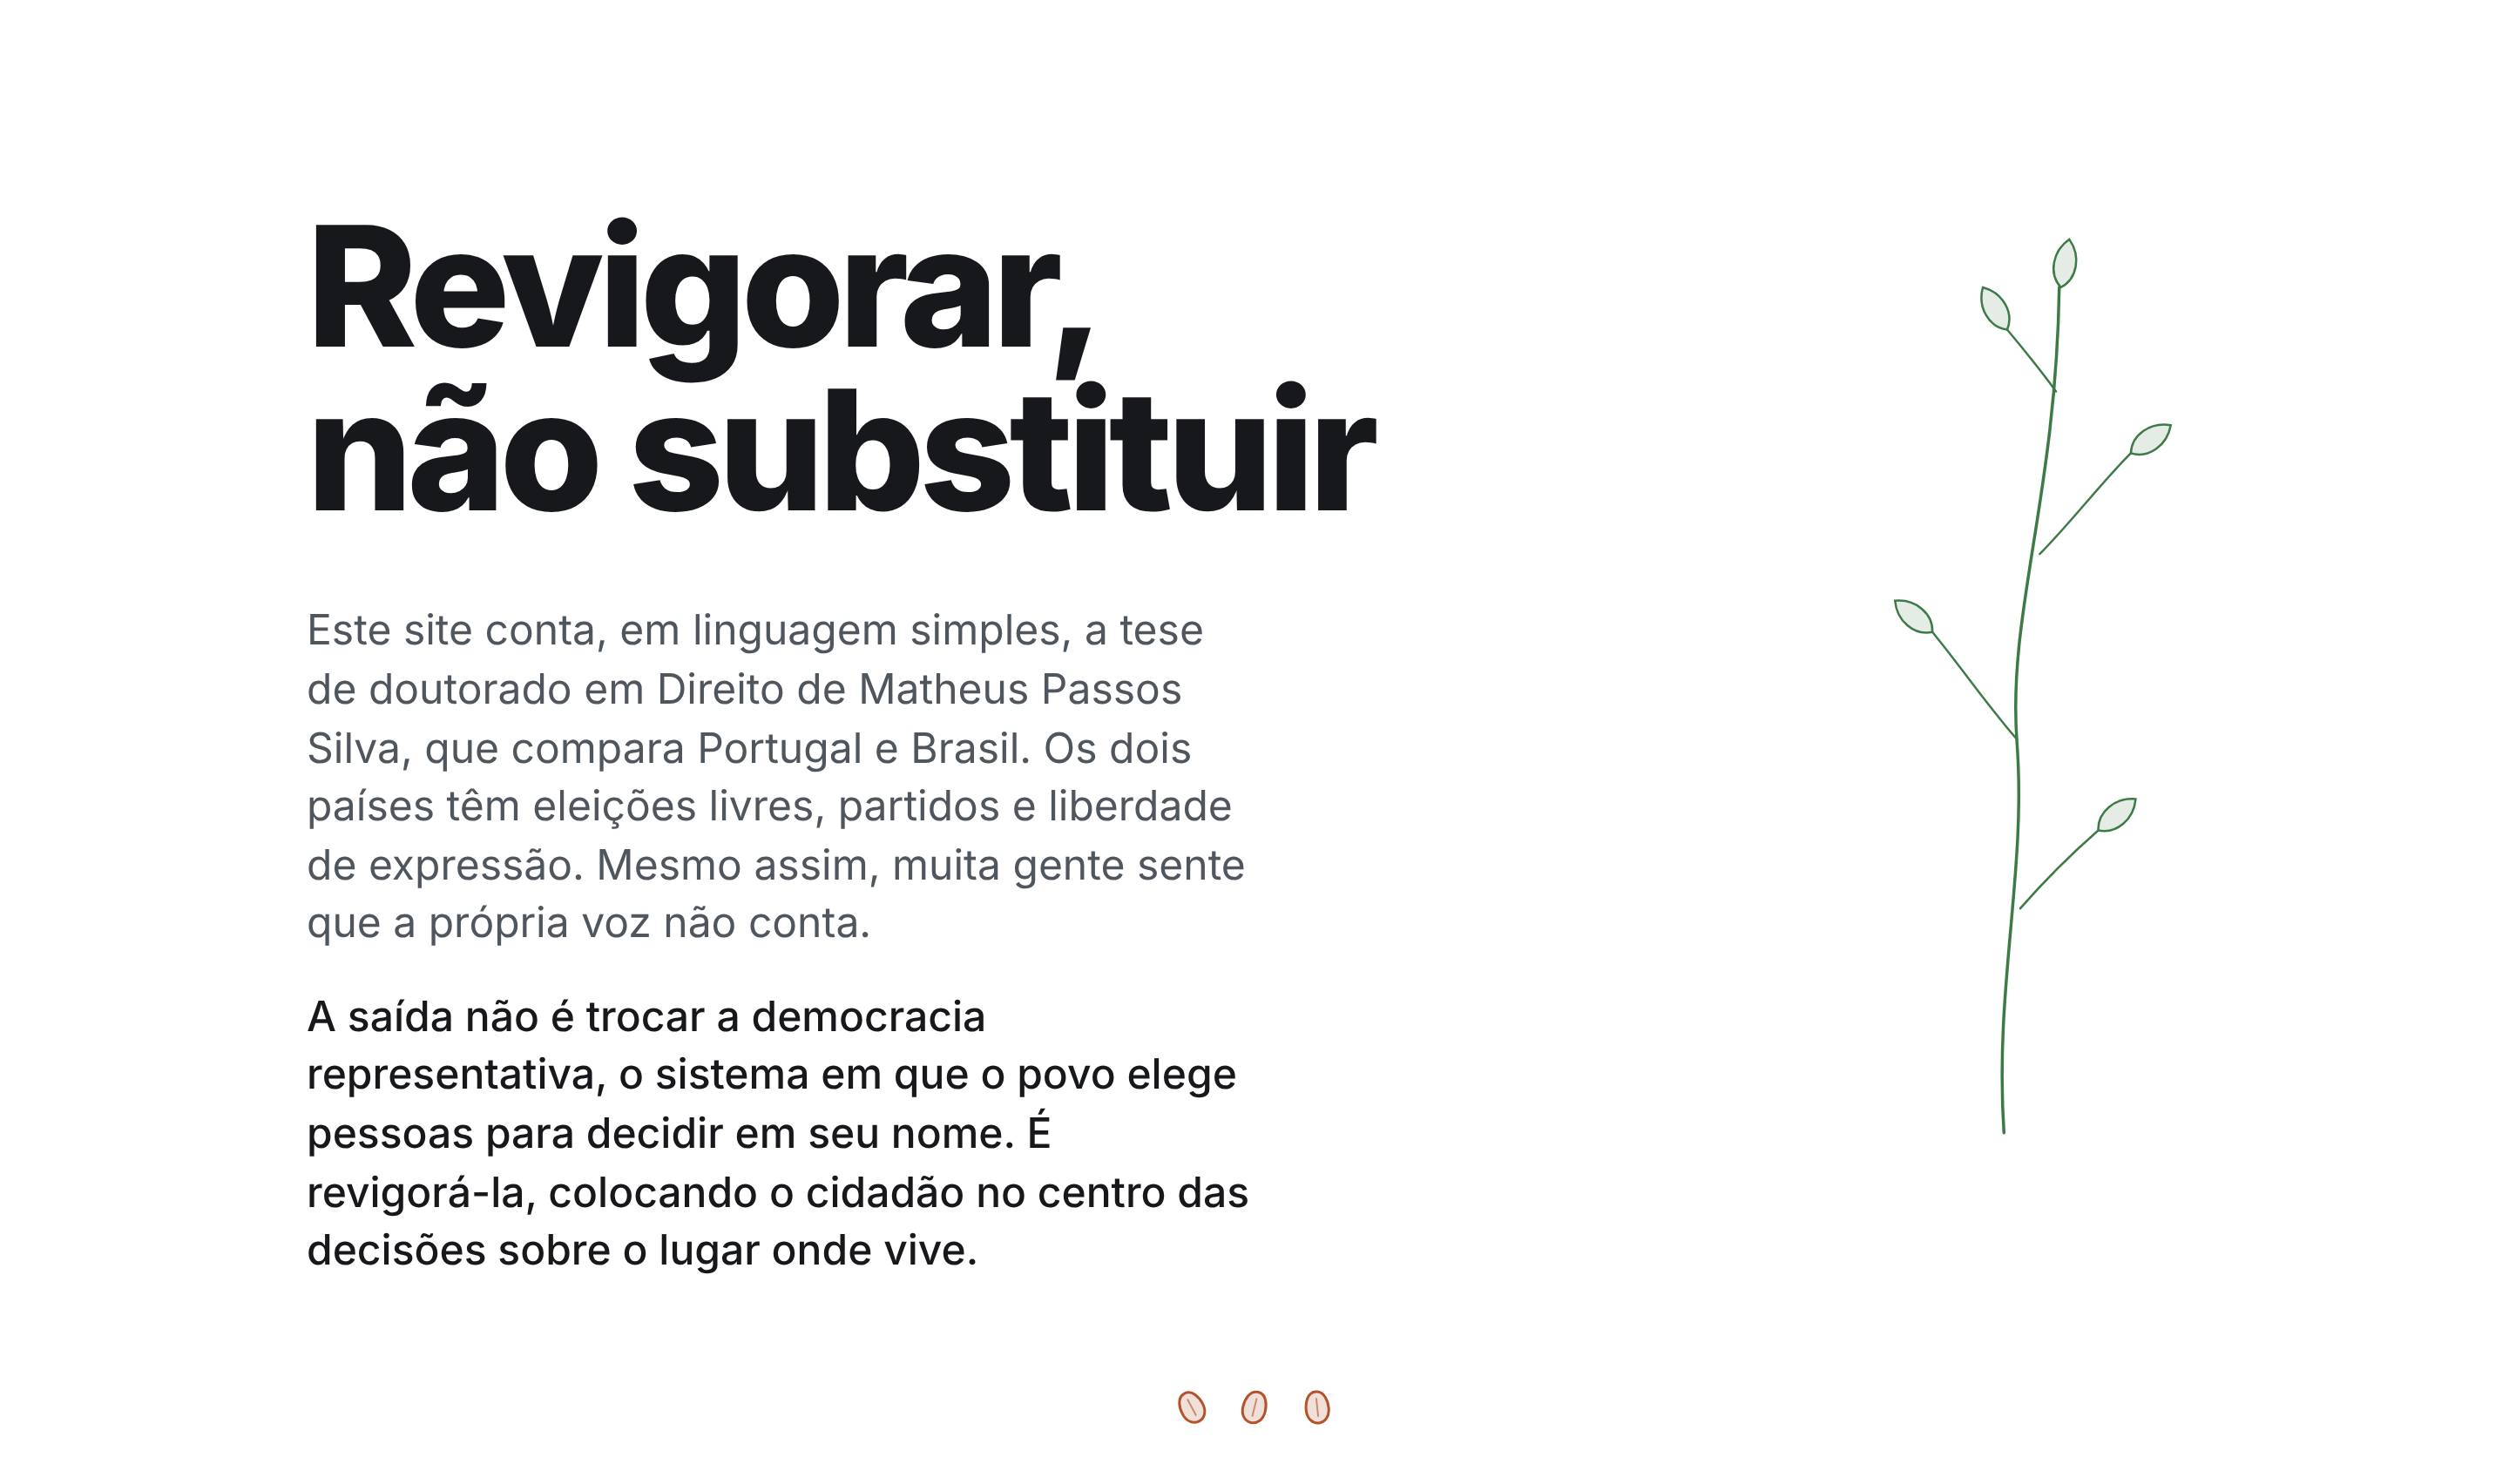 Revigorar,
não substituir
Este site conta, em linguagem simples, a tese
de doutorado em Direito de Matheus Passos
Silva, que compara Portugal e Brasil. Os dois
países têm eleições livres, partidos e liberdade
de expressão. Mesmo assim, muita gente sente
que a própria voz não conta.
A saída não é trocar a democracia
representativa, o sistema em que o povo elege
pessoas para decidir em seu nome. É
revigorá-la, colocando o cidadão no centro das
decisões sobre o lugar onde vive.